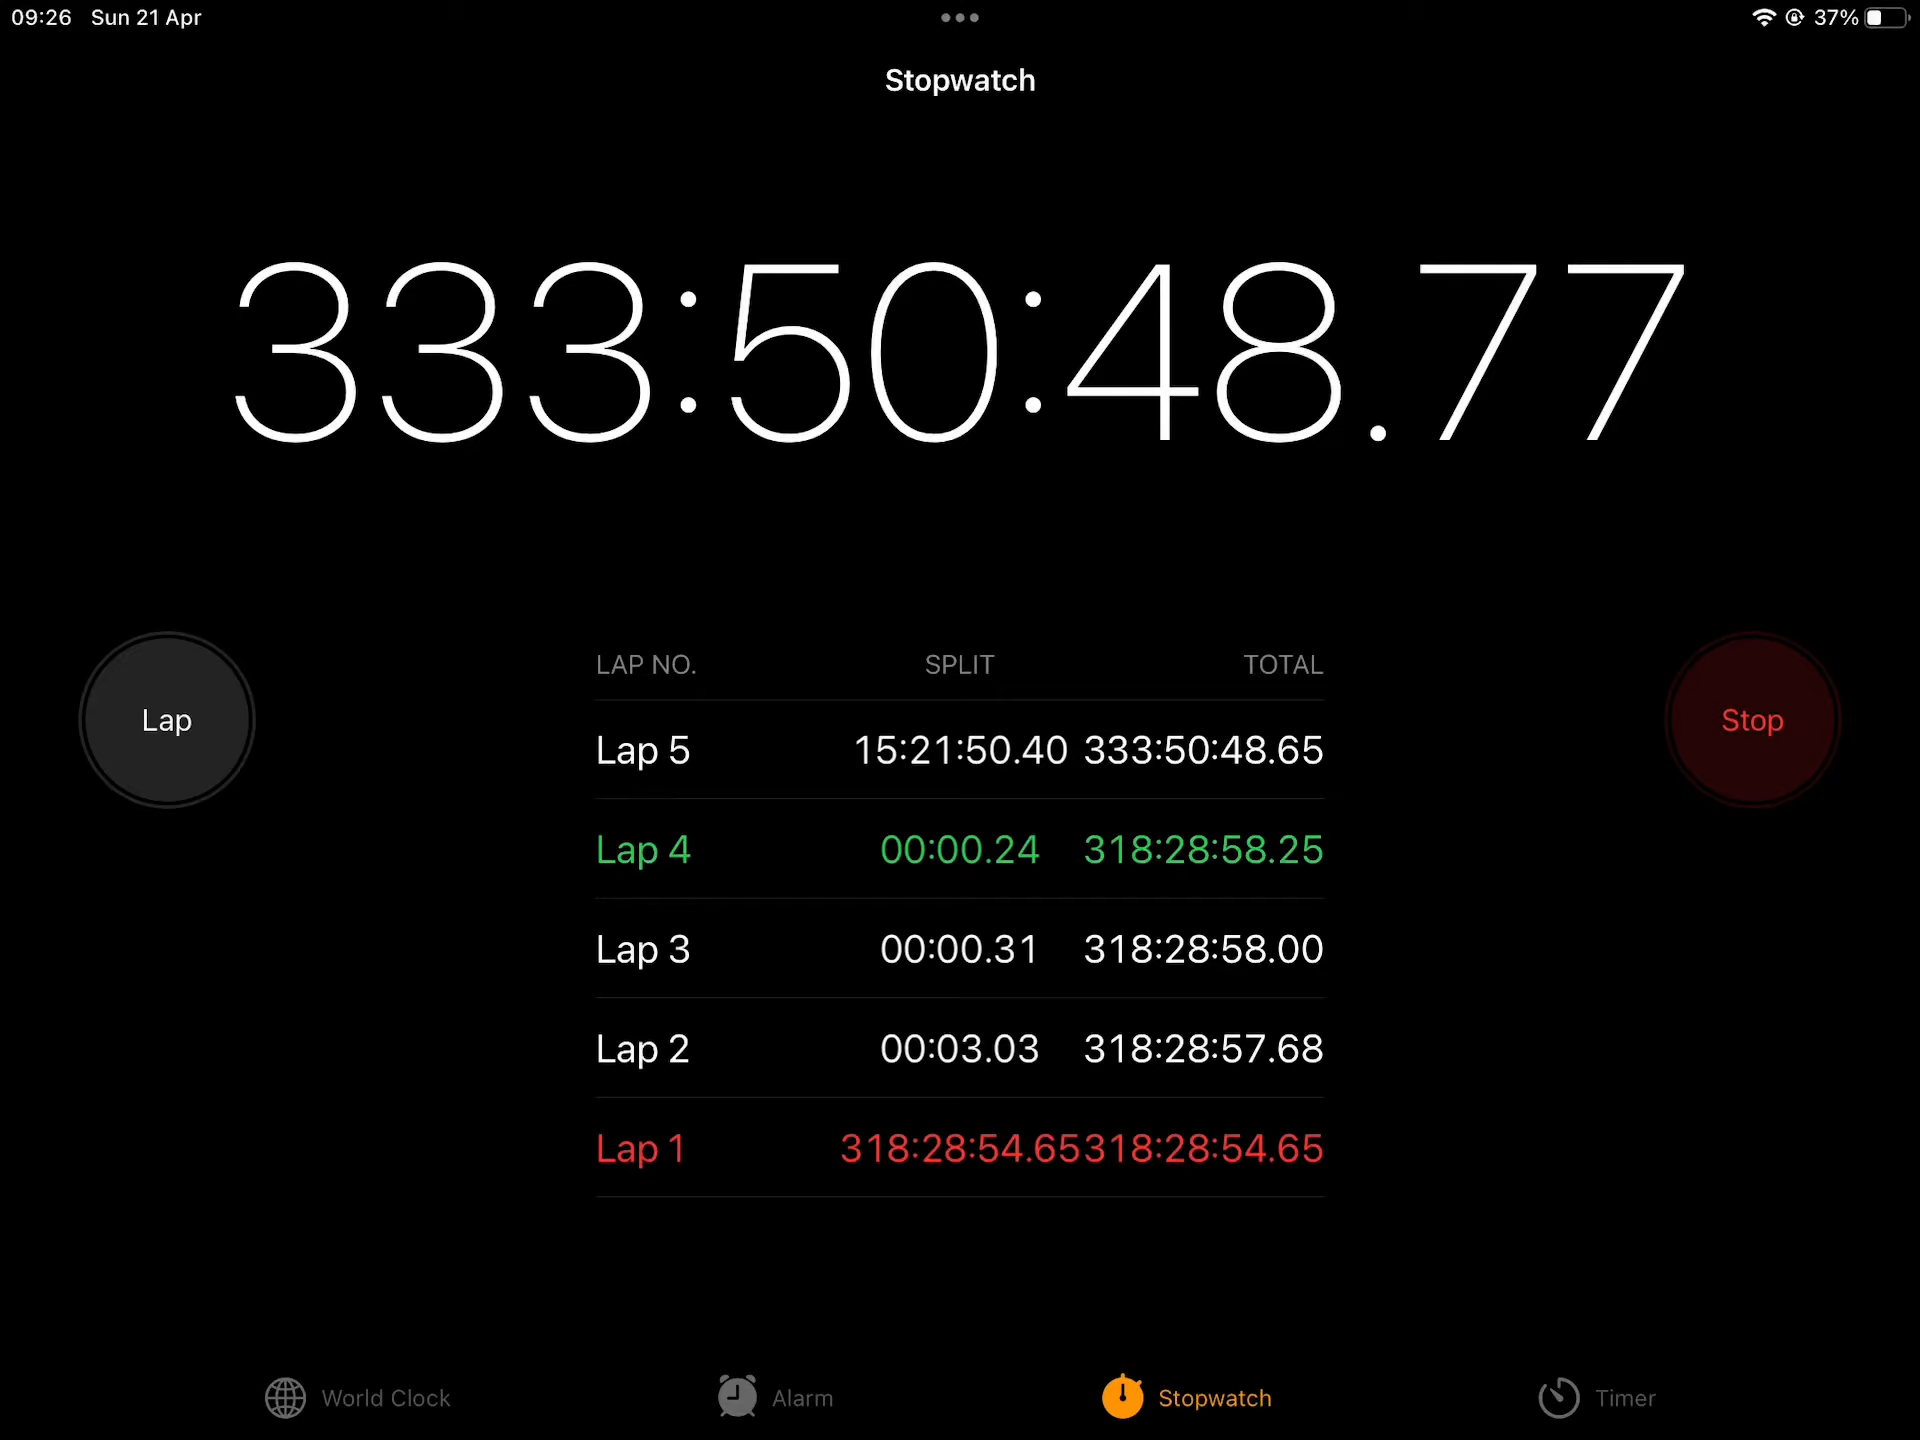 09:26 Sun 21 Apr
37%
Stopwatch
333:50:48.77
Lap
Stop
LAP NO. SPLIT TOTAL
Lap 5 15:21:50.40 333:50:48.65
Lap 4 00:00.24 318:28:58.25
Lap 3 00:00.31 318:28:58.00
Lap 2 00:03.03 318:28:57.68
Lap 1 318:28:54.65 318:28:54.65
World Clock Alarm Stopwatch Timer